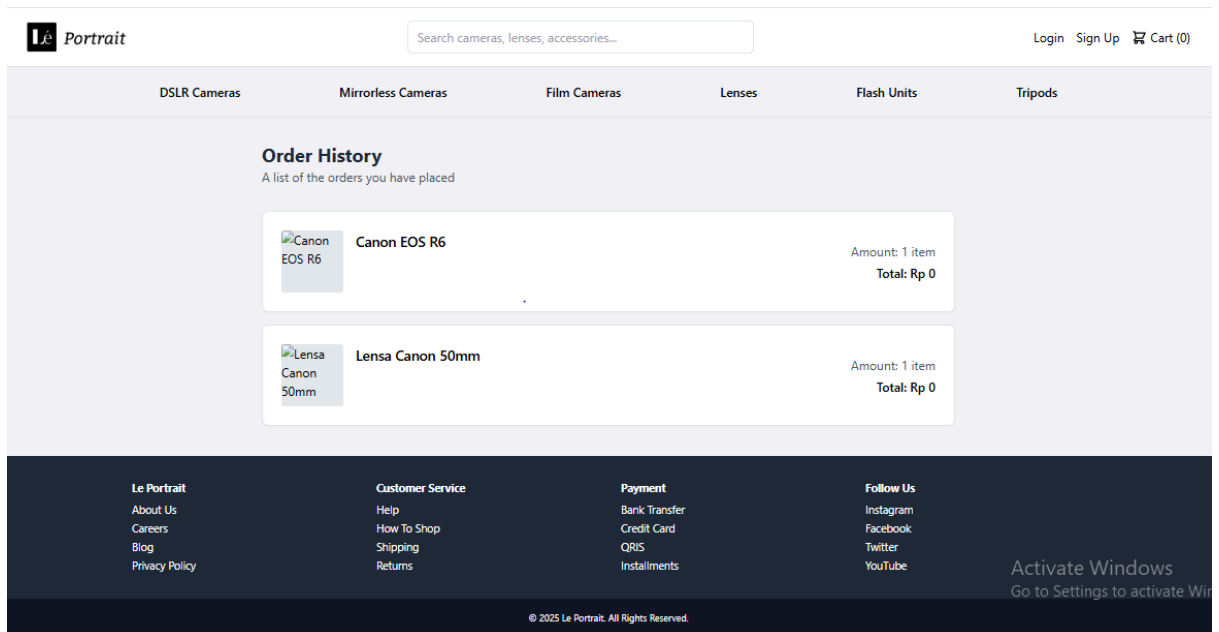 Lé Portrait
Search cameras, lenses, accessories...
Login Sign Up Cart (0)
DSLR Cameras Mirrorless Cameras Film Cameras Lenses Flash Units Tripods
Order History
A list of the orders you have placed
Canon EOS R6
Canon EOS R6
Amount: 1 item
Total: Rp 0
Lensa Canon 50mm
Lensa Canon 50mm
Amount: 1 item
Total: Rp 0
Le Portrait
About Us
Careers
Blog
Privacy Policy
Customer Service
Help
How To Shop
Shipping
Returns
Payment
Bank Transfer
Credit Card
QRIS
Installments
Follow Us
Instagram
Facebook
Twitter
YouTube
Activate Windows
Go to Settings to activate Wi
© 2025 Le Portrait. All Rights Reserved.